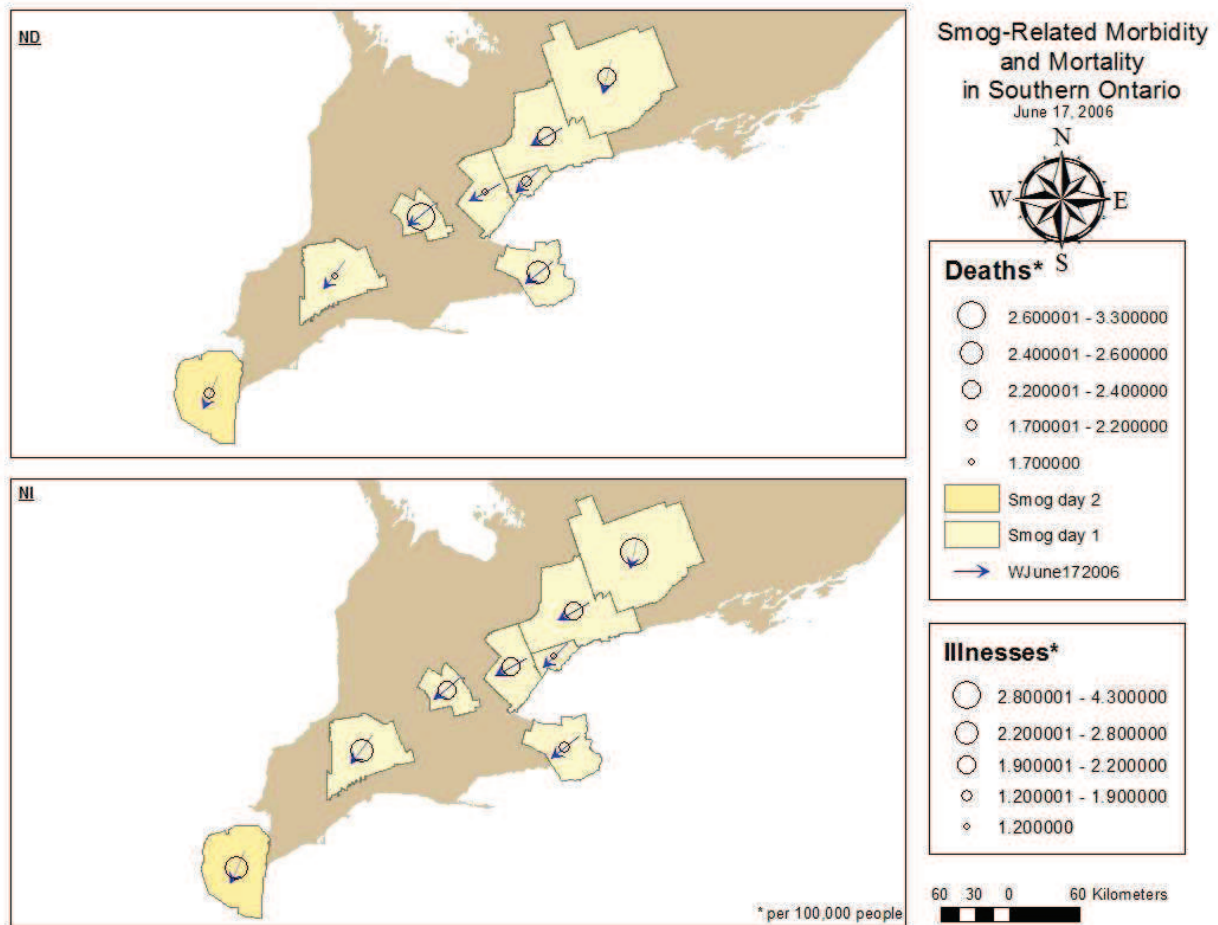 ND
NI
* per 100,000 people
Smog-Related Morbidity
and Mortality
in Southern Ontario
June 17, 2006
N
W
E
S
Deaths*
2.600001 - 3.300000
2.400001 - 2.600000
2.200001 - 2.400000
1.700001 - 2.200000
1.700000
Smog day 2
Smog day 1
WJune172006
Illnesses*
2.800001 - 4.300000
2.200001 - 2.800000
1.900001 - 2.200000
1.200001 - 1.900000
1.200000
60 30 0 60 Kilometers